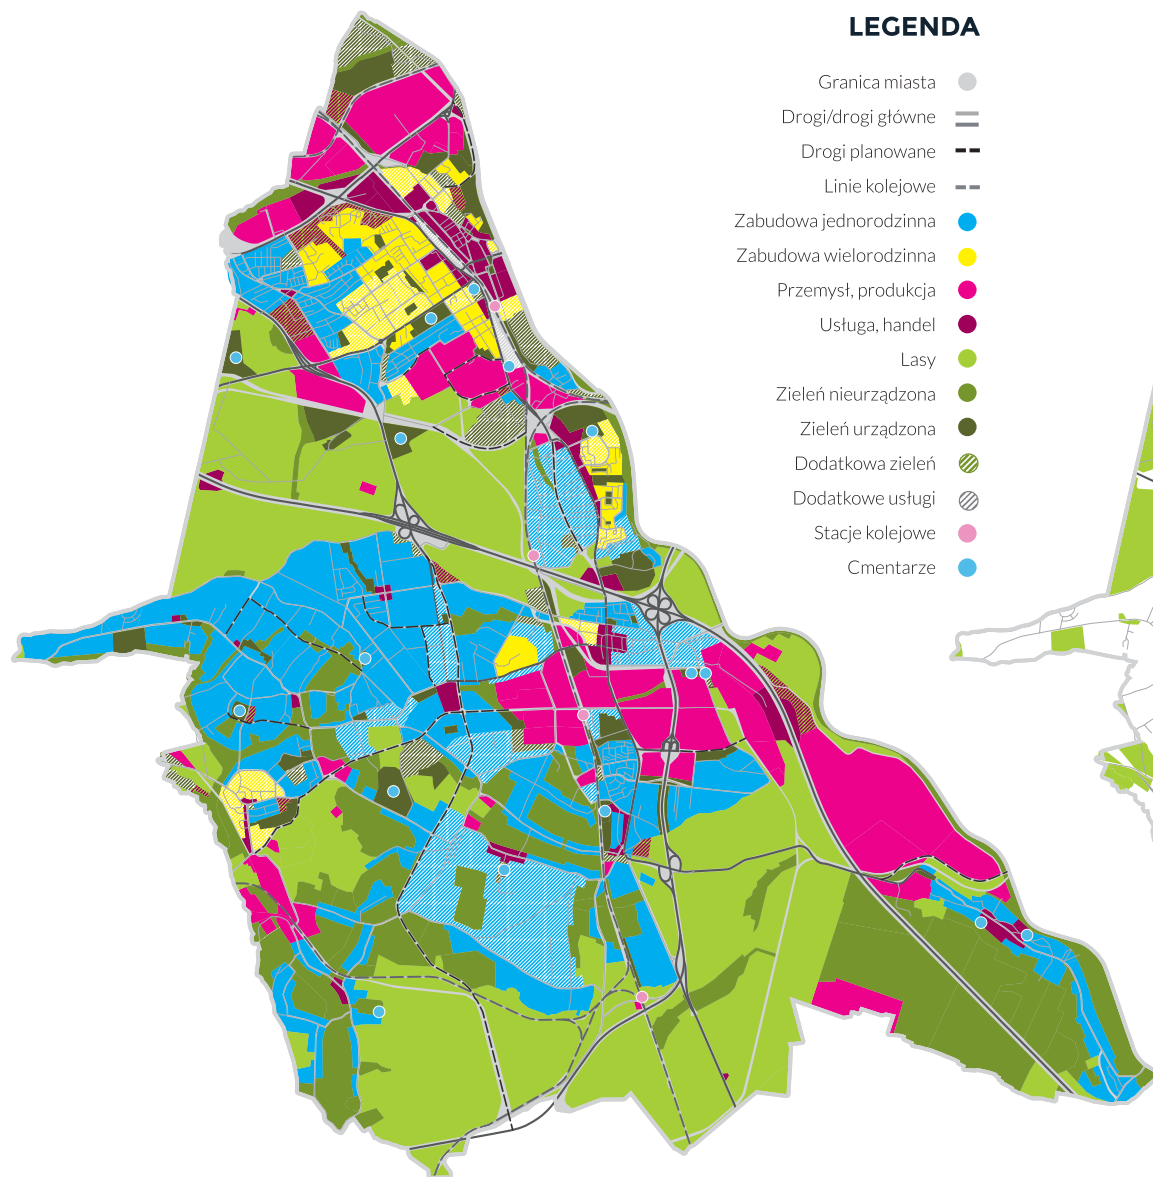 LEGENDA
Granica miasta
Drogi/drogi główne
Drogi planowane
Linie kolejowe
Zabudowa jednorodzinna
Zabudowa wielorodzinna
Przemysł, produkcja
Usługa, handel
Lasy
Zieleń nieurządzona
Zieleń urządzona
Dodatkowa zieleń
Dodatkowe usługi
Stacje kolejowe
Cmentarze